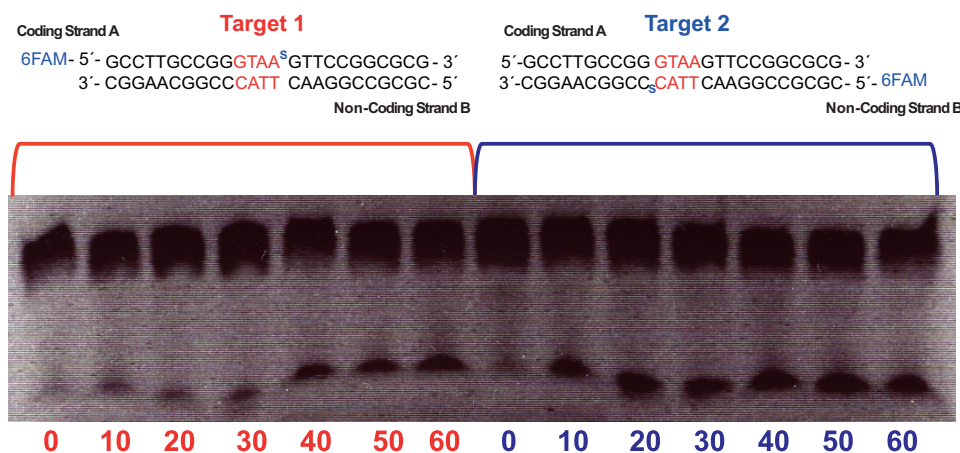 Target 1
Coding Strand A
6FAM- 5´- GCCTTGCCGGGTAASGTTCCGGCGCG- 3´
3´- CGGAACGGCCCATT CAAGGCCGCGC- 5´
Non-Coding Strand B
Target 2
Coding Strand A
5´-GCCTTGCCGG GTAAGTTCCGGCGCG- 3´
3´-CGGAACGGCCSCATTCAAGGCCGCGC- 5´- 6FAM
Non-Coding Strand B
0 10 20 30 40 50 60 0 10 20 30 40 50 60